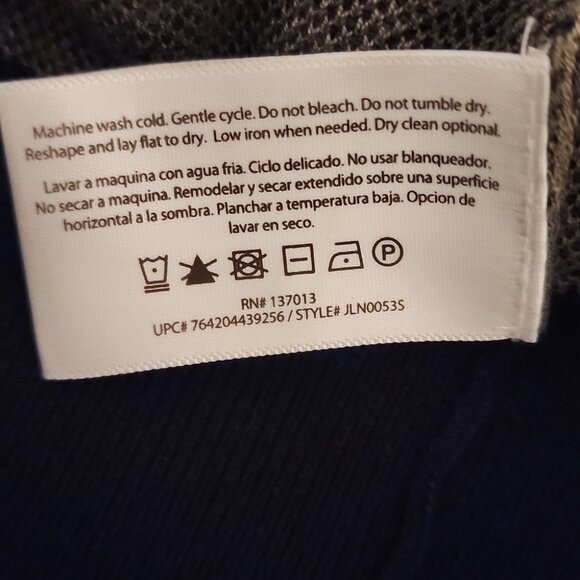 Machine wash cold. Gentle cycle. Do not bleach. Do not tumble dry.
Reshape and lay flat to dry. Low iron when needed. Dry clean optional.
Lavar a maquina con agua fria. Ciclo delicado. No usar blanqueador.
No secar a maquina. Remodelar y secar extendido sobre una superficie
horizontal a la sombra. Planchar a temperatura baja. Opcion de
lavar en seco.
P
RN# 137013
UPC# 764204439256 / STYLE# JLN0053S